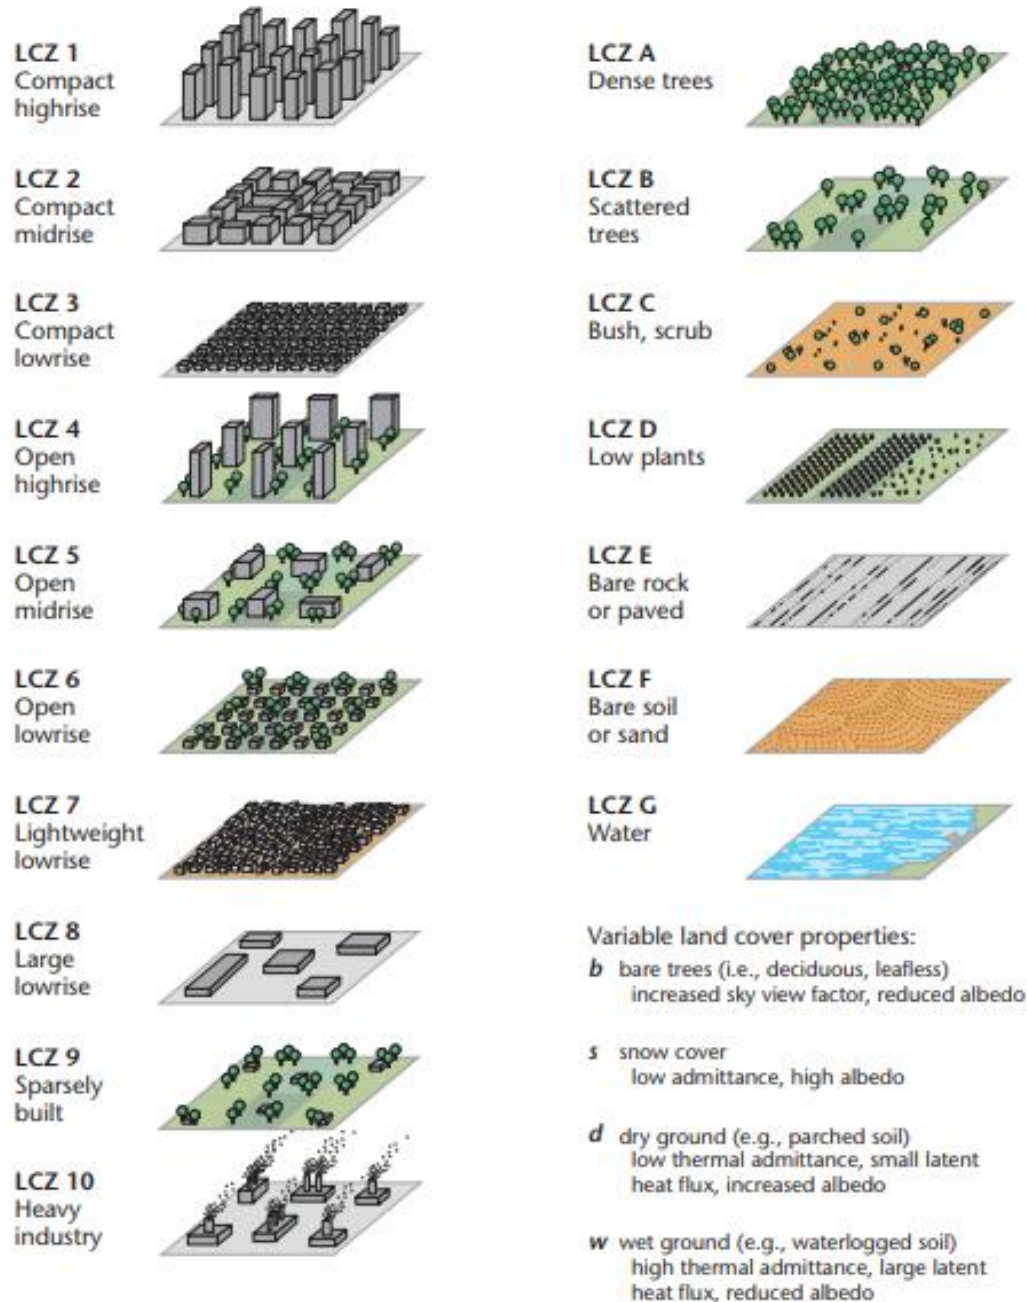 LCZ 1
Compact
highrise
LCZ 2
Compact
midrise
LCZ 3
Compact
lowrise
LCZ 4
Open
highrise
LCZ 5
Open
midrise
LCZ 6
Open
lowrise
LCZ 7
Lightweight
lowrise
LCZ 8
Large
lowrise
LCZ 9
Sparsely
built
LCZ 10
Heavy
industry
LCZ A
Dense trees
LCZ B
Scattered
trees
LCZ C
Bush, scrub
LCZ D
Low plants
LCZ E
Bare rock
or paved
LCZ F
Bare soil
or sand
LCZ G
Water
Variable land cover properties:
b bare trees (i.e., deciduous, leafless)
increased sky view factor, reduced albedo
s snow cover
low admittance, high albedo
d dry ground (e.g., parched soil)
low thermal admittance, small latent
heat flux, increased albedo
w wet ground (e.g., waterlogged soil)
high thermal admittance, large latent
heat flux, reduced albedo